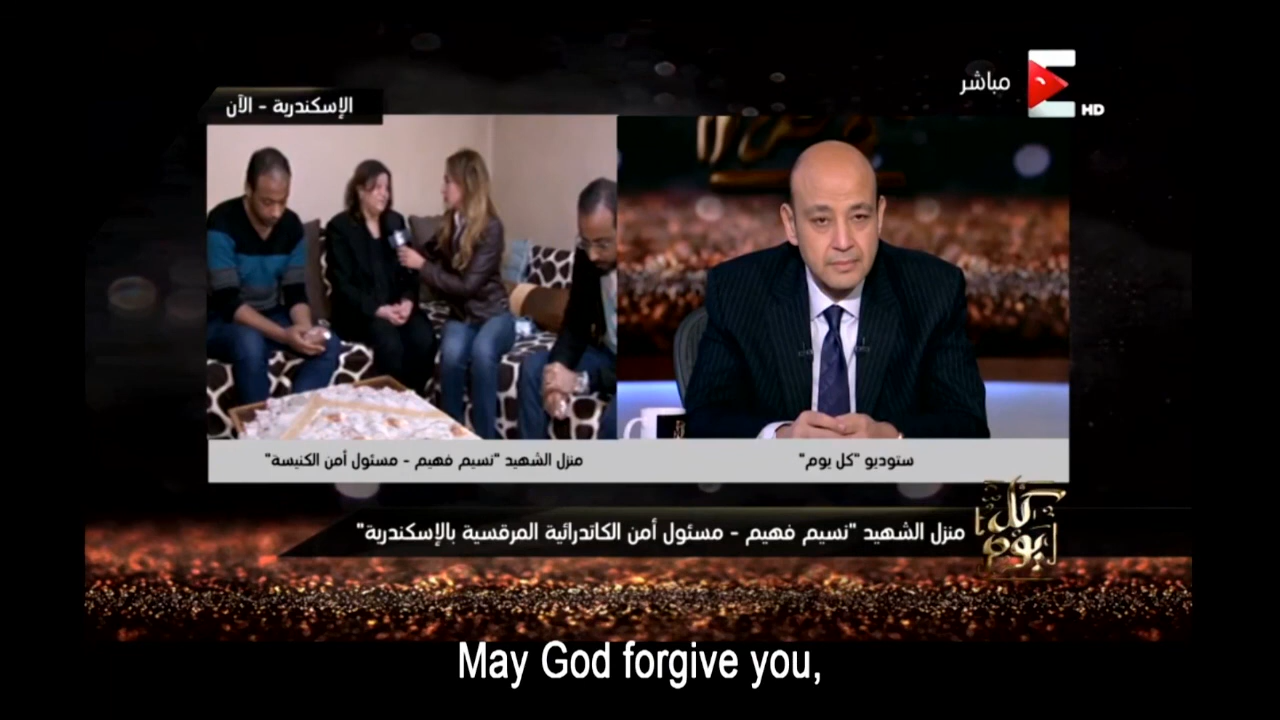 مباشر
HD
الإسكندرية - الآن
منزل الشهيد "نسيم فهيم - مسئول أمن الكنيسة"
ستوديو "كل يوم"
كل يوم
منزل الشهيد "نسيم فهيم - مسئول أمن الكاتدرائية المرقسية بالإسكندرية"
May God forgive you,